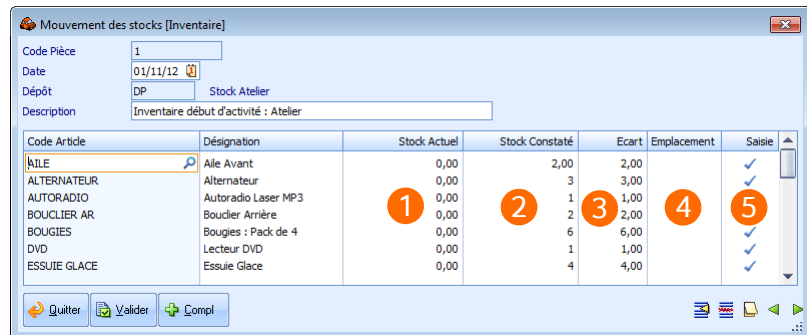 Mouvement des stocks [Inventaire]
Code Pièce 1
Date 01/11/12
Dépôt DP Stock Atelier
Description Inventaire début d'activité : Atelier
Code Article Désignation Stock Actuel Stock Constaté Ecart Emplacement Saisie
AILE Aile Avant 0,00 2,00 2,00
ALTERNATEUR Alternateur 0,00 3 3,00
AUTORADIO Autoradio Laser MP3 0,00 1 1,00
BOUCLIER AR Bouclier Arrière 0,00 2 2,00
BOUGIES Bougies : Pack de 4 0,00 6 6,00
DVD Lecteur DVD 0,00 1 1,00
ESSUIE GLACE Essuie Glace 0,00 4 4,00
1 2 3 4 5
Quitter Valider Compl